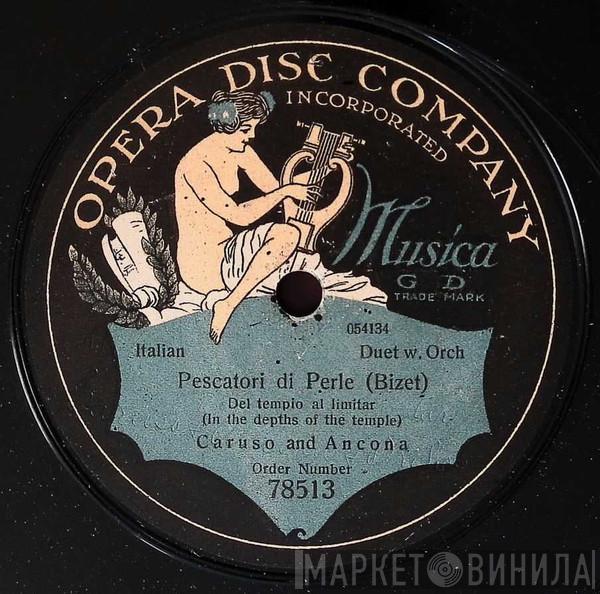 OPERA DISC COMPANY
INCORPORATED
Musica
G D
TRADE MARK
054134
Italian Duet w. Orch
Pescatori di Perle (Bizet)
Del tempio al limitar
(In the depths of the temple)
Caruso and Ancona
Order Number
78513
МАРКЕТ ВИНИЛА